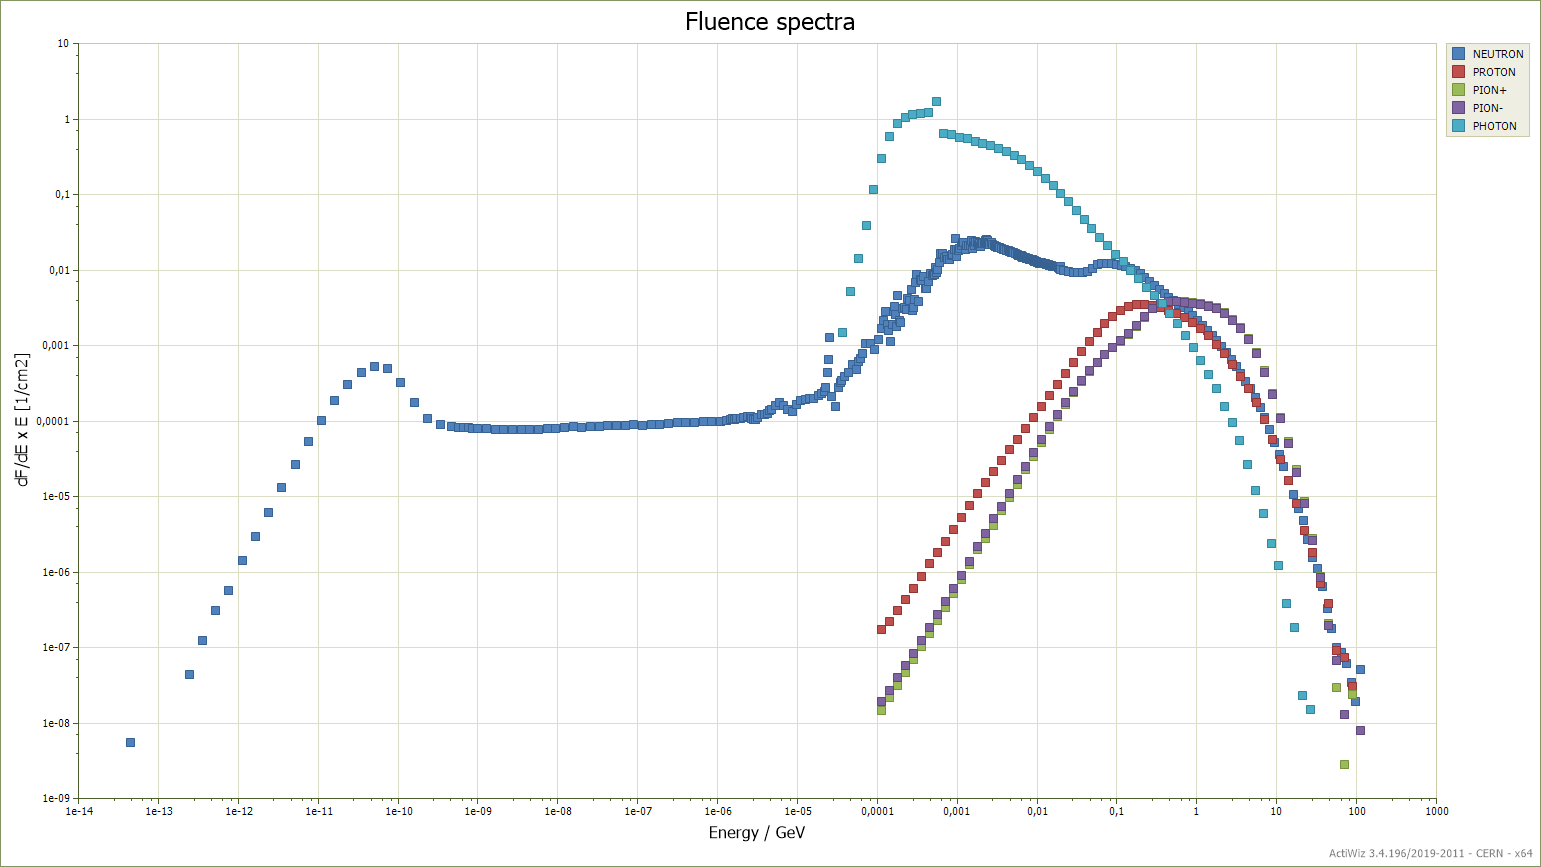 Fluence spectra
NEUTRON
PROTON
PION+
PION-
PHOTON
dF/dE x E [1/cm2]
10
1
0,1
0,01
0,001
0,0001
1e-05
1e-06
1e-07
1e-08
1e-09
1e-14 1e-13 1e-12 1e-11 1e-10 1e-09 1e-08 1e-07 1e-06 1e-05 0,0001 0,001 0,01 0,1 1 10 100 1000
Energy / GeV
ActiWiz 3.4.196/2019-2011 - CERN - x64